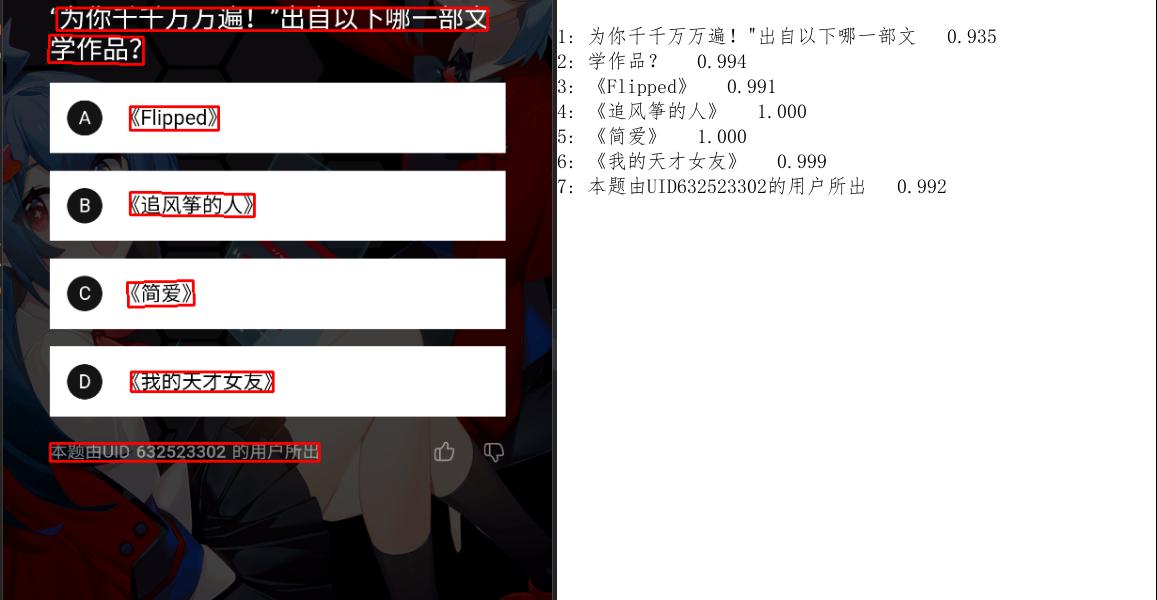 “为你千千万万遍！”出自以下哪一部文
学作品？
A 《Flipped》
B 《追风筝的人》
C 《简爱》
D 《我的天才女友》
本题由UID 632523302 的用户所出
1: 为你千千万万遍！"出自以下哪一部文 0.935
2: 学作品？ 0.994
3: 《Flipped》 0.991
4: 《追风筝的人》 1.000
5: 《简爱》 1.000
6: 《我的天才女友》 0.999
7: 本题由UID632523302的用户所出 0.992